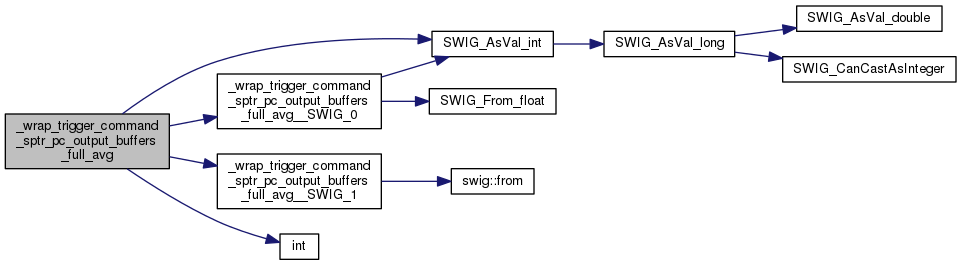 _wrap_trigger_command
_sptr_pc_output_buffers
_full_avg
SWIG_AsVal_int
_wrap_trigger_command
_sptr_pc_output_buffers
_full_avg__SWIG_0
_wrap_trigger_command
_sptr_pc_output_buffers
_full_avg__SWIG_1
int
SWIG_From_float
swig::from
SWIG_AsVal_long
SWIG_AsVal_double
SWIG_CanCastAsInteger